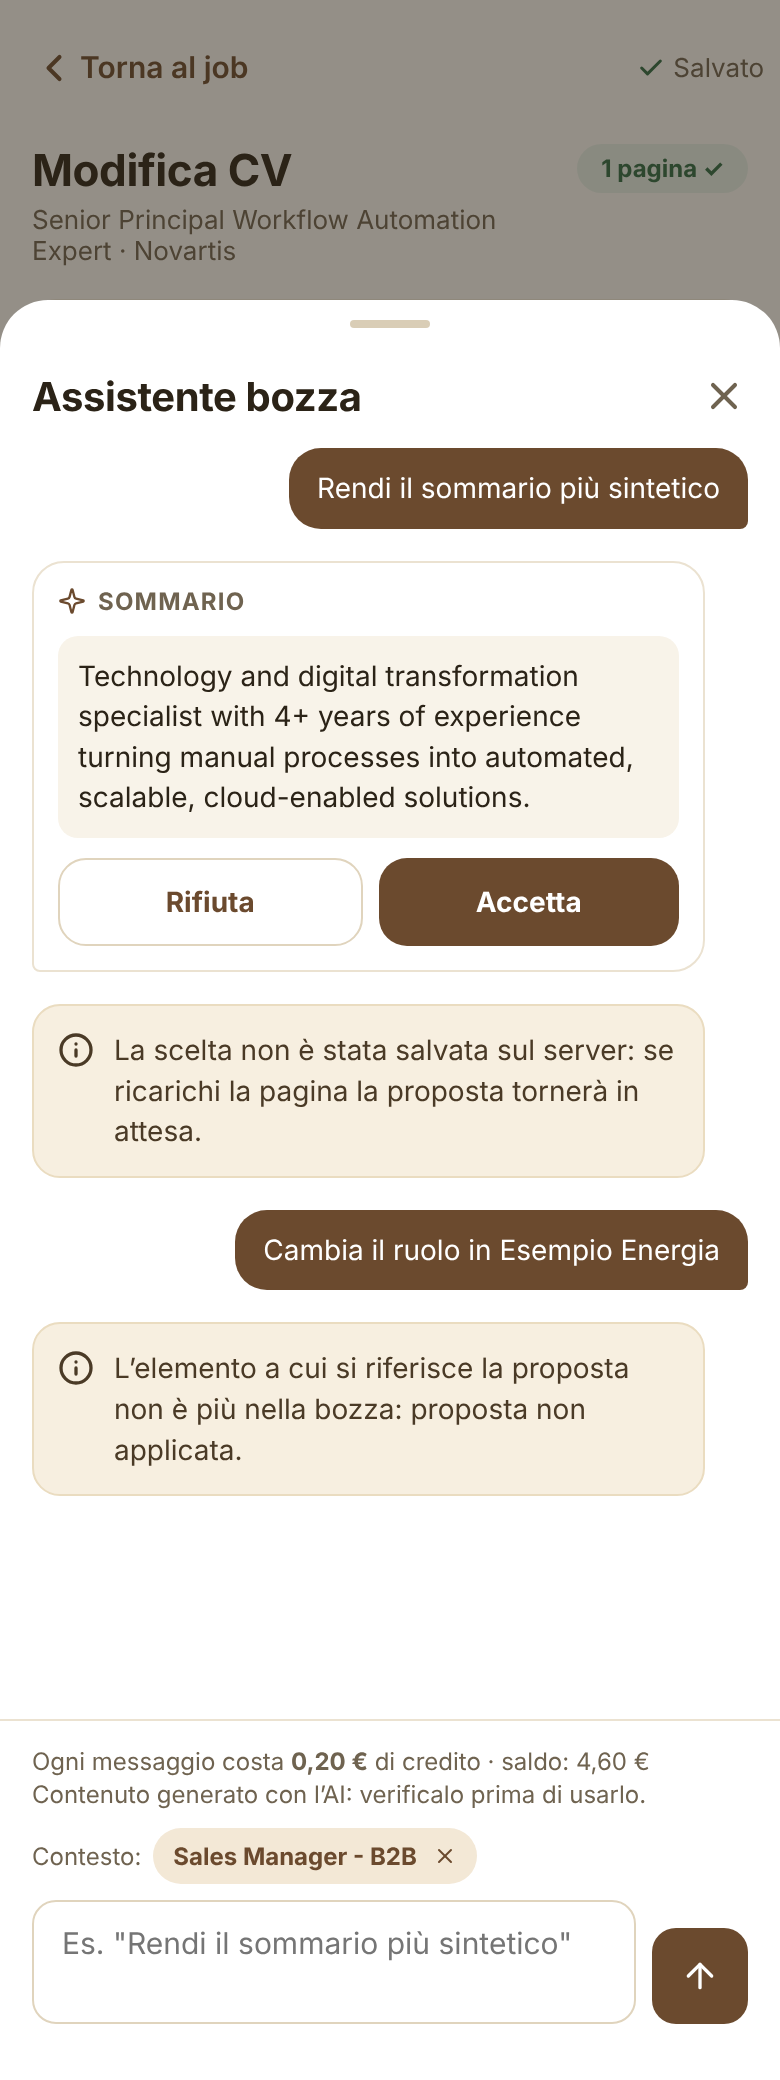 Torna al job
Salvato
Modifica CV
1 pagina
Senior Principal Workflow Automation
Expert · Novartis
Assistente bozza
Rendi il sommario più sintetico
SOMMARIO
Technology and digital transformation
specialist with 4+ years of experience
turning manual processes into automated,
scalable, cloud-enabled solutions.
Rifiuta
Accetta
La scelta non è stata salvata sul server: se
ricarichi la pagina la proposta tornerà in
attesa.
Cambia il ruolo in Esempio Energia
L’elemento a cui si riferisce la proposta
non è più nella bozza: proposta non
applicata.
Ogni messaggio costa 0,20 € di credito · saldo: 4,60 €
Contenuto generato con l’AI: verificalo prima di usarlo.
Contesto:
Sales Manager - B2B
Es. "Rendi il sommario più sintetico"